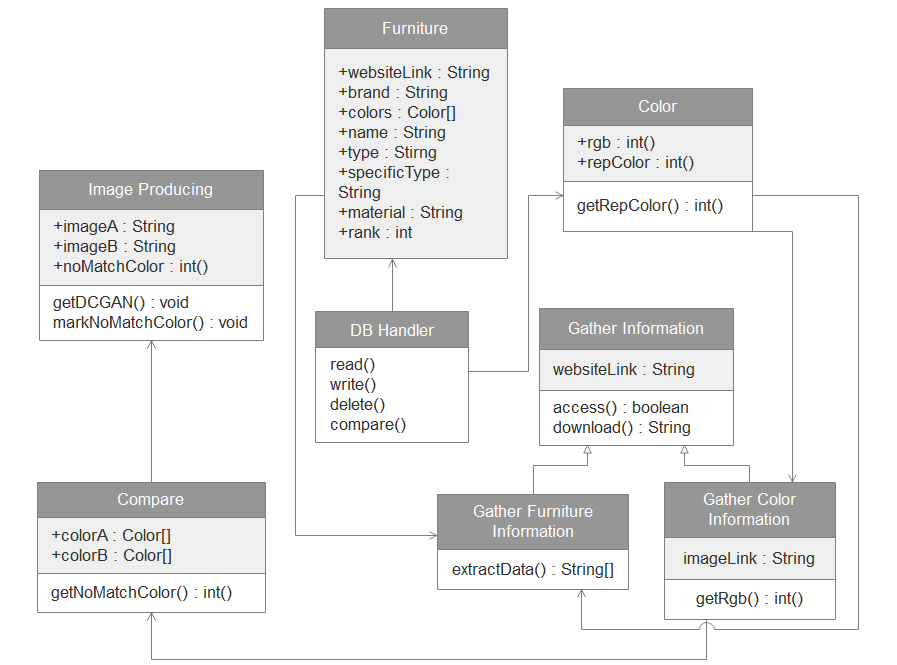 Furniture
+websiteLink : String
+brand : String
+colors : Color[]
+name : String
+type : Stirng
+specificType :
String
+material : String
+rank : int
Color
+rgb : int()
+repColor : int()
getRepColor() : int()
Image Producing
+imageA : String
+imageB : String
+noMatchColor : int()
getDCGAN() : void
markNoMatchColor() : void
DB Handler
read()
write()
delete()
compare()
Gather Information
websiteLink : String
access() : boolean
download() : String
Compare
+colorA : Color[]
+colorB : Color[]
getNoMatchColor() : int()
Gather Furniture
Information
extractData() : String[]
Gather Color
Information
imageLink : String
getRgb() : int()